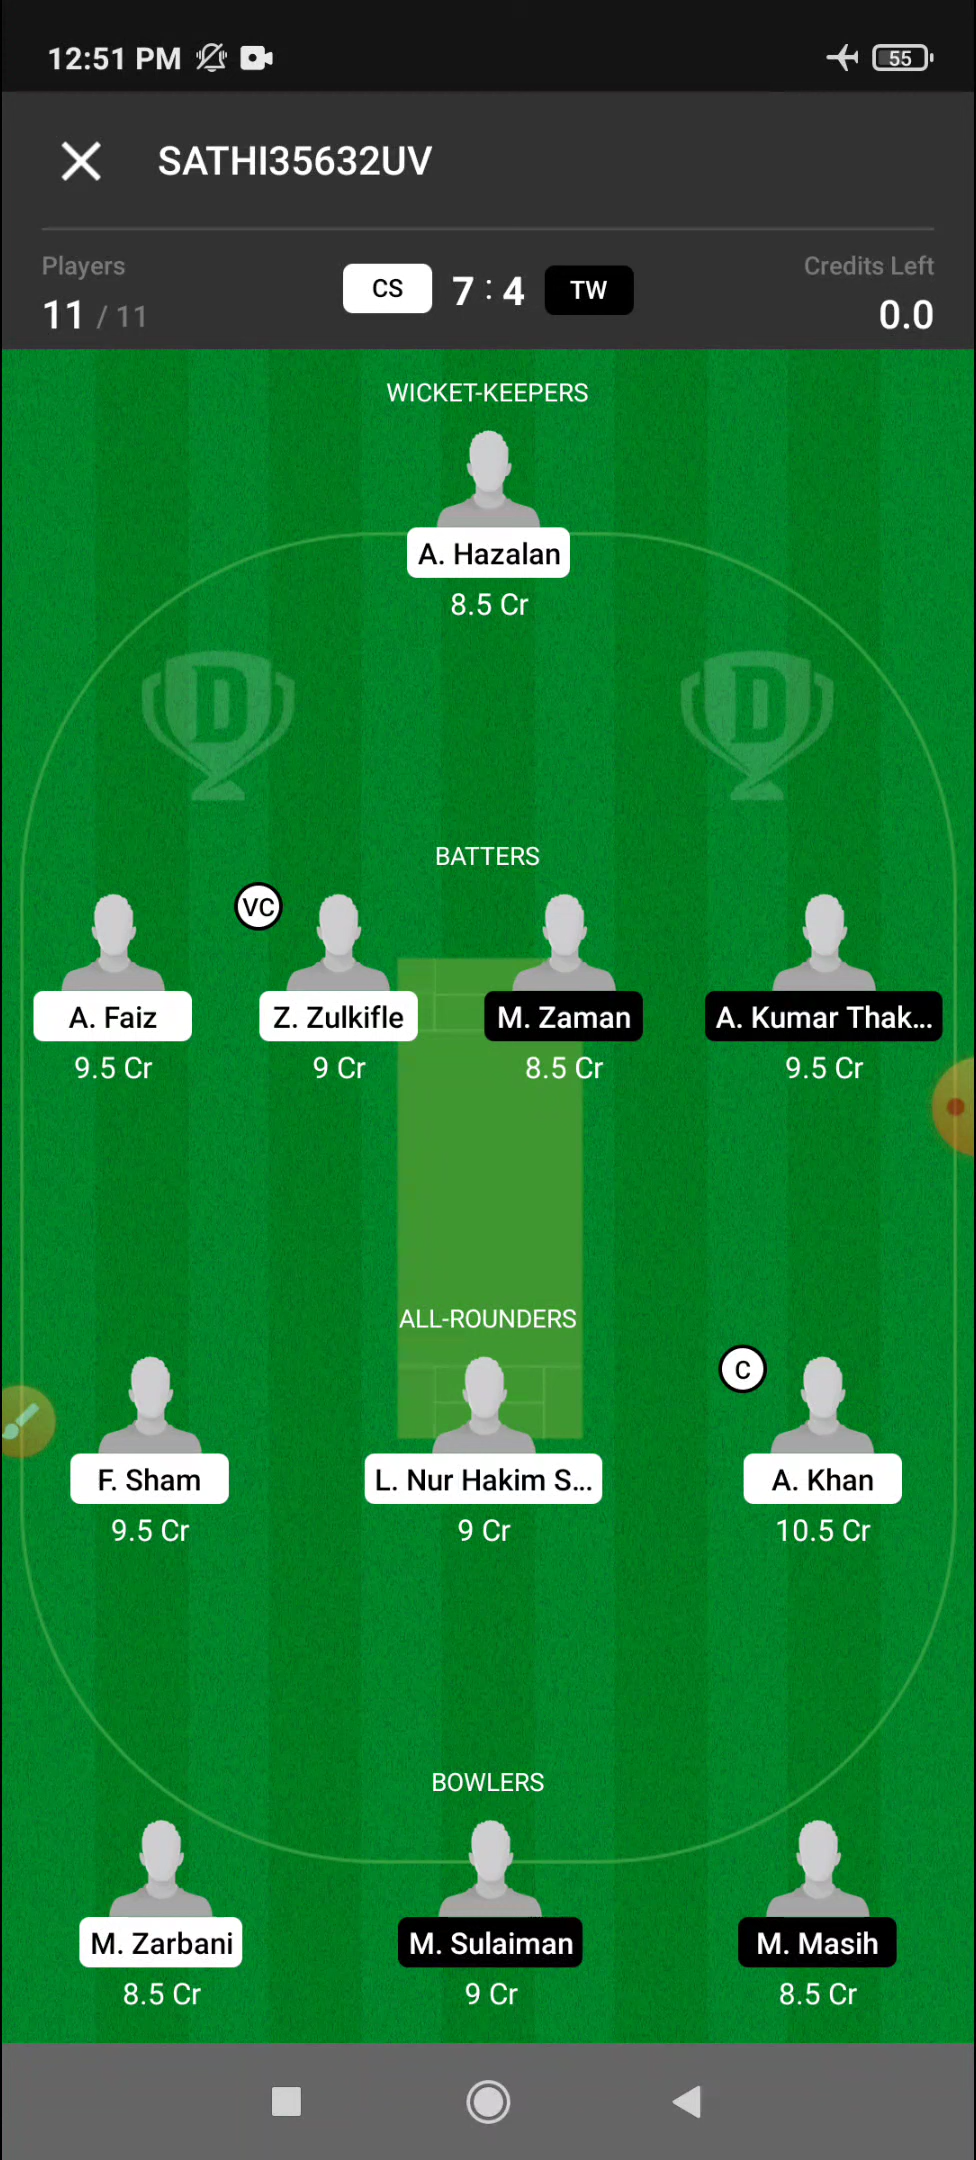 12:51 PM
55
SATHI35632UV
Players
11 / 11
CS 7 : 4 TW
Credits Left
0.0
WICKET-KEEPERS
A. Hazalan
8.5 Cr
D D
BATTERS
VC
A. Faiz Z. Zulkifle M. Zaman A. Kumar Thak...
9.5 Cr 9 Cr 8.5 Cr 9.5 Cr
ALL-ROUNDERS
C
F. Sham L. Nur Hakim S... A. Khan
9.5 Cr 9 Cr 10.5 Cr
BOWLERS
M. Zarbani M. Sulaiman M. Masih
8.5 Cr 9 Cr 8.5 Cr